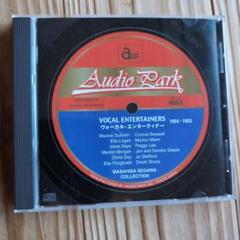 Audio Park
VOCAL ENTERTAINERS 1934-1952
ヴォーカル・エンターティナー
Maxine Sullivan Connie Boswell
Ella Logan Marion Mann
Irene Daye Peggy Lee
Marion Morgan Jon and Sondra Steele
Doris Day Jo Stafford
Ella Fitzgerald Dinah Shore
MASAHISA SEGAWA
COLLECTION